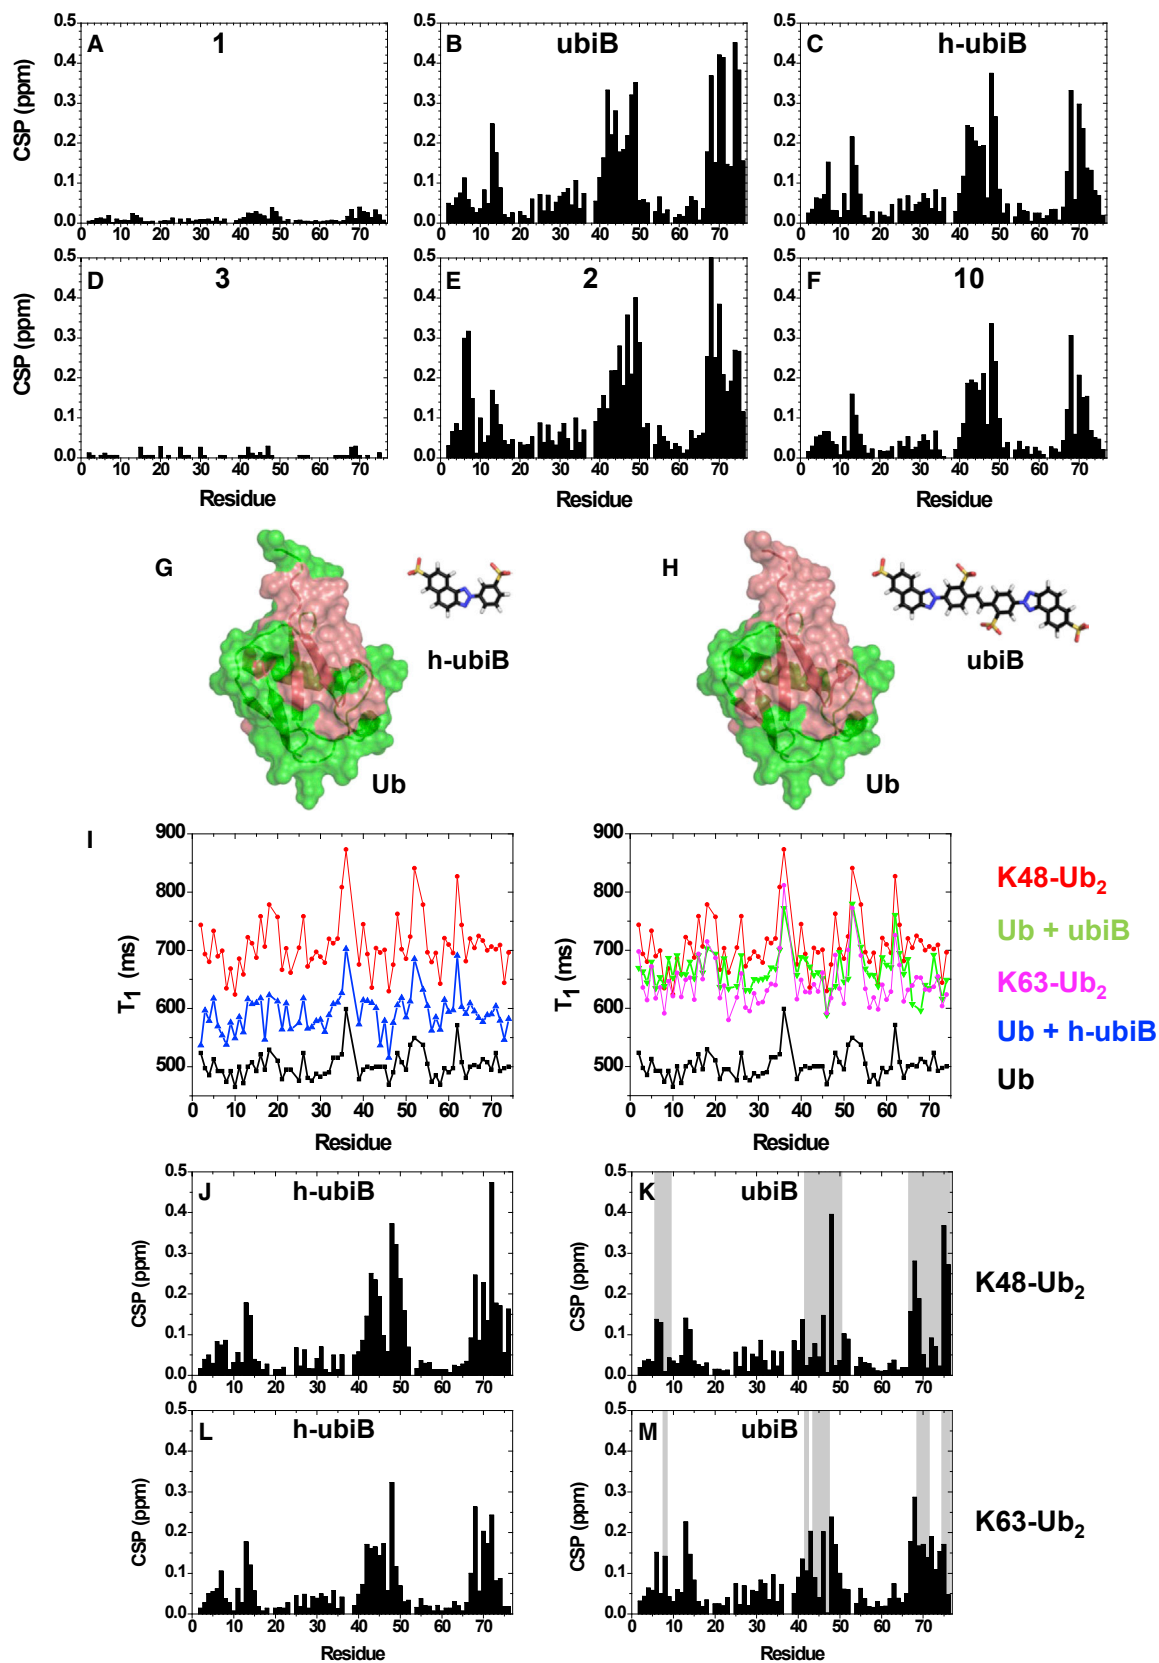 A 1
B ubiB
C h-ubiB
CSP (ppm)
0.5
0.4
0.3
0.2
0.1
0.0
0 10 20 30 40 50 60 70
0.5
0.4
0.3
0.2
0.1
0.0
0 10 20 30 40 50 60 70
0.5
0.4
0.3
0.2
0.1
0.0
0 10 20 30 40 50 60 70
D 3
E 2
F 10
CSP (ppm)
0.5
0.4
0.3
0.2
0.1
0.0
0 10 20 30 40 50 60 70
Residue
0.5
0.4
0.3
0.2
0.1
0.0
0 10 20 30 40 50 60 70
Residue
0.5
0.4
0.3
0.2
0.1
0.0
0 10 20 30 40 50 60 70
Residue
G
h-ubiB
Ub
H
ubiB
Ub
I
T1 (ms)
900
800
700
600
500
0 10 20 30 40 50 60 70
Residue
T1 (ms)
900
800
700
600
500
0 10 20 30 40 50 60 70
Residue
K48-Ub2
Ub + ubiB
K63-Ub2
Ub + h-ubiB
Ub
J h-ubiB
CSP (ppm)
0.5
0.4
0.3
0.2
0.1
0.0
0 10 20 30 40 50 60 70
K ubiB
CSP (ppm)
0.5
0.4
0.3
0.2
0.1
0.0
0 10 20 30 40 50 60 70
K48-Ub2
L h-ubiB
CSP (ppm)
0.5
0.4
0.3
0.2
0.1
0.0
0 10 20 30 40 50 60 70
Residue
M ubiB
CSP (ppm)
0.5
0.4
0.3
0.2
0.1
0.0
0 10 20 30 40 50 60 70
Residue
K63-Ub2